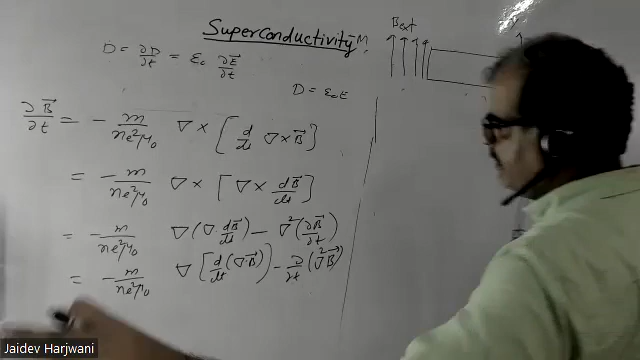 Superconductivity
-M
Bext
D = ∂D/∂t = ε₀ ∂E⃗/∂t
D = ε₀E
∂B⃗/∂t = - m/ne²μ₀ ∇ × [d/dt ∇×B⃗]
= - m/ne²μ₀ ∇ × [∇ × dB⃗/dt]
= - m/ne²μ₀ ∇(∇·dB⃗/dt) - ∇²(∂B⃗/∂t)
= - m/ne²μ₀ ∇[d/dt(∇·B⃗)] - ∂/∂t(∇²B⃗)
Jaidev Harjwani